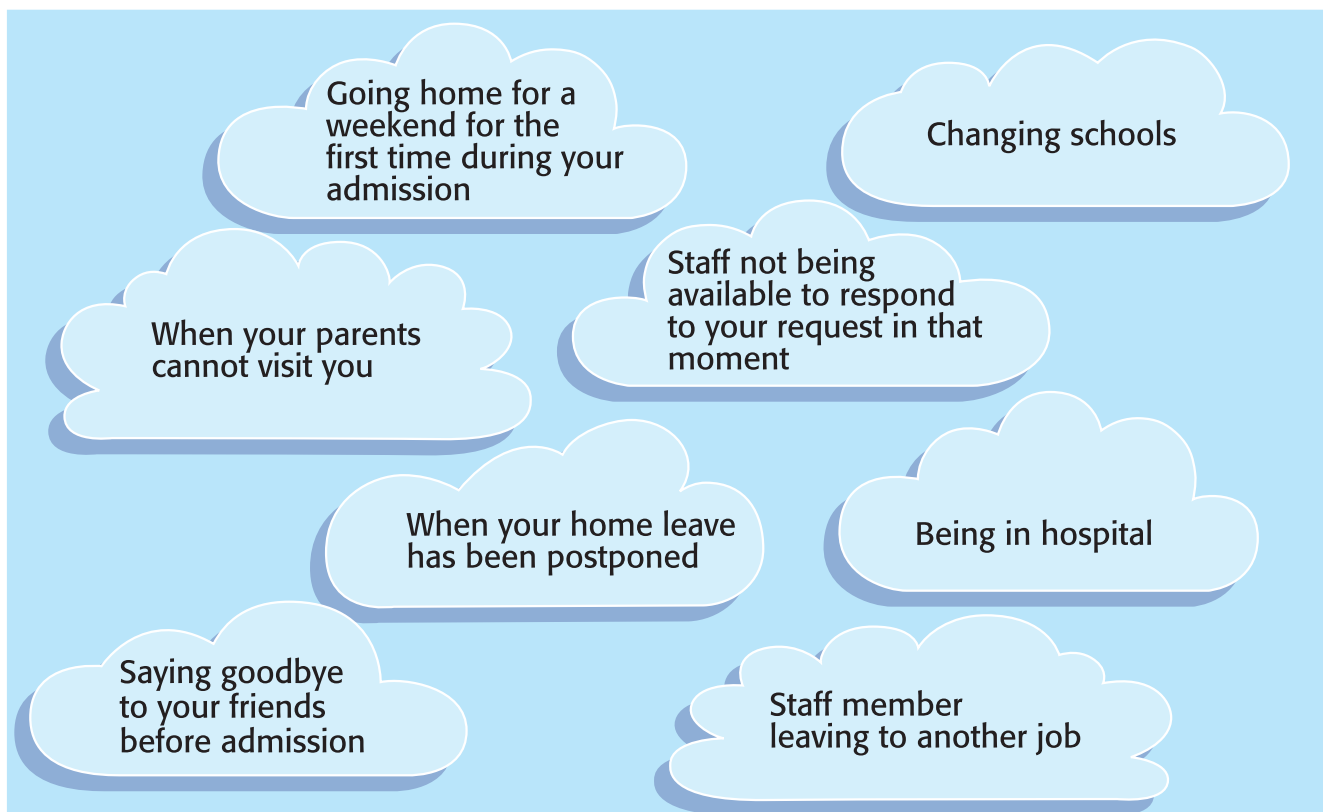 Going home for a
weekend for the
first time during your
admission
Changing schools
When your parents
cannot visit you
Staff not being
available to respond
to your request in that
moment
When your home leave
has been postponed
Being in hospital
Saying goodbye
to your friends
before admission
Staff member
leaving to another job